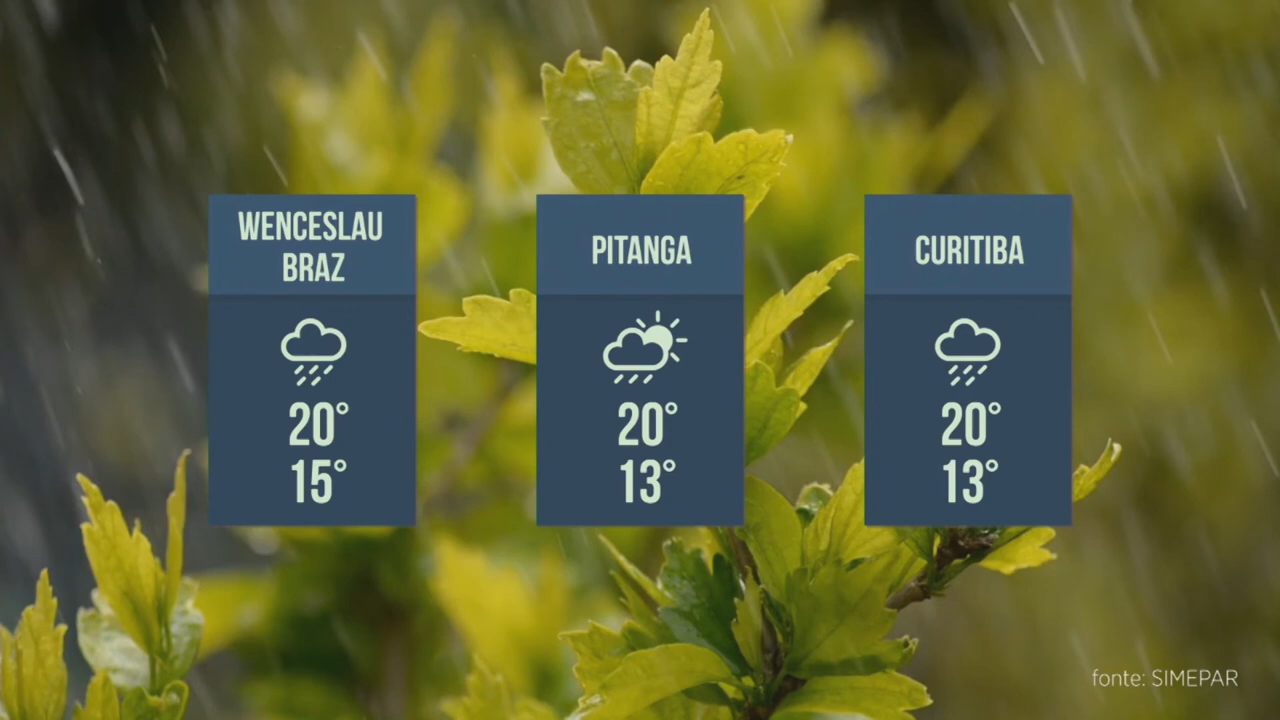 WENCESLAU
BRAZ
20°
15°
PITANGA
20°
13°
CURITIBA
20°
13°
fonte: SIMEPAR